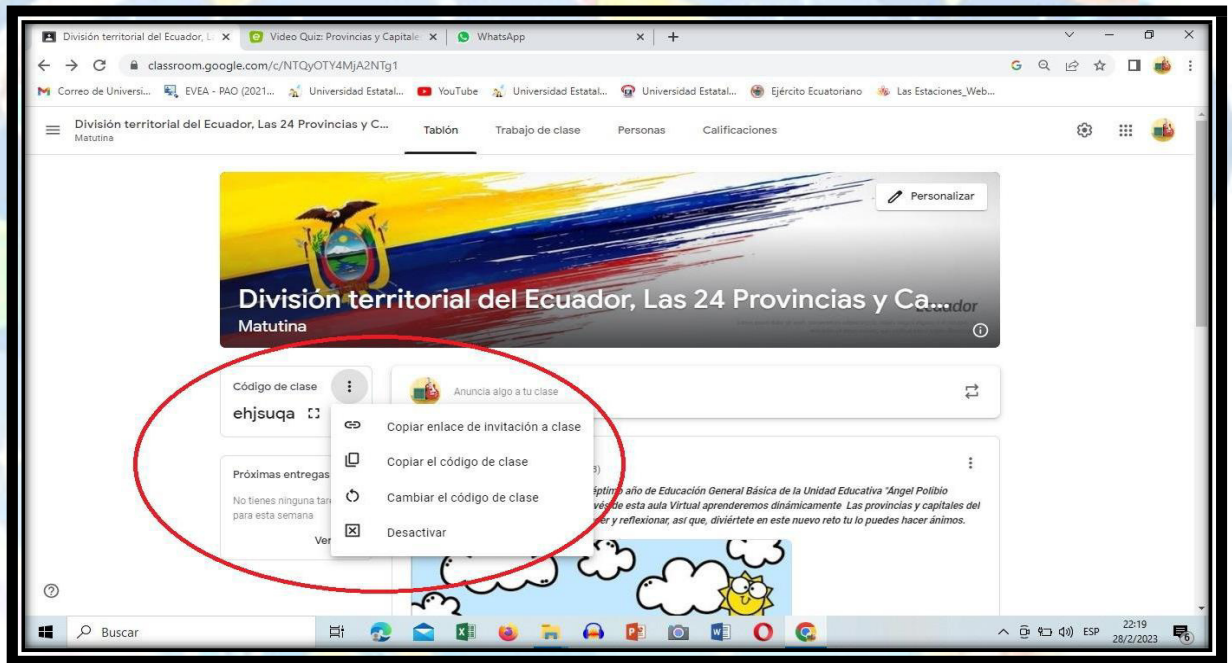 División territorial del Ecuador, L
Video Quiz: Provincias y Capitale
WhatsApp
classroom.google.com/c/NTQyOTY4MjA2NTg1
Correo de Universi...
EVEA - PAO (2021...
Universidad Estatal...
YouTube
Universidad Estatal...
Universidad Estatal...
Ejército Ecuatoriano
Las Estaciones_Web...
División territorial del Ecuador, Las 24 Provincias y C...
Matutina
Tablón
Trabajo de clase
Personas
Calificaciones
Personalizar
División territorial del Ecuador, Las 24 Provincias y Ca...
Matutina
Código de clase
ehjsuqa
Anuncia algo a tu clase
Copiar enlace de invitación a clase
Copiar el código de clase
Cambiar el código de clase
Desactivar
Próximas entregas
No tienes ninguna tar
para esta semana
Ver
año de Educación General Básica de la Unidad Educativa "Ángel Polibio
de esta aula Virtual aprenderemos dinámicamente Las provincias y capitales del
y reflexionar, así que, diviértete en este nuevo reto tu lo puedes hacer ánimos.
Buscar
ESP
22:19
28/2/2023
6